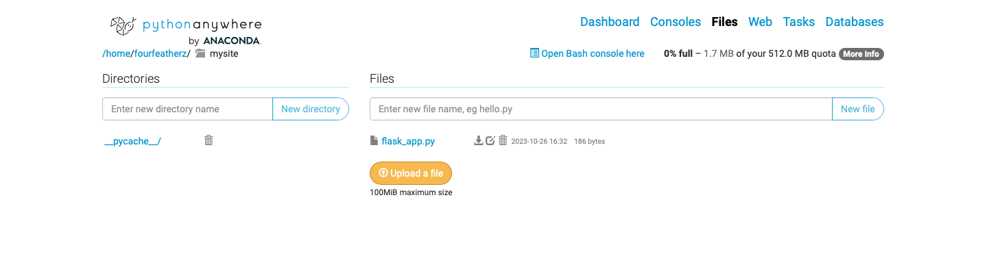 pythonanywhere
by ANACONDA.
Dashboard Consoles Files Web Tasks Databases
/home/fourfeatherz/ mysite
Open Bash console here
0% full – 1.7 MB of your 512.0 MB quota More Info
Directories
Enter new directory name New directory
__pycache__/
Files
Enter new file name, eg hello.py New file
flask_app.py 2023-10-26 16:32 186 bytes
Upload a file
100MiB maximum size